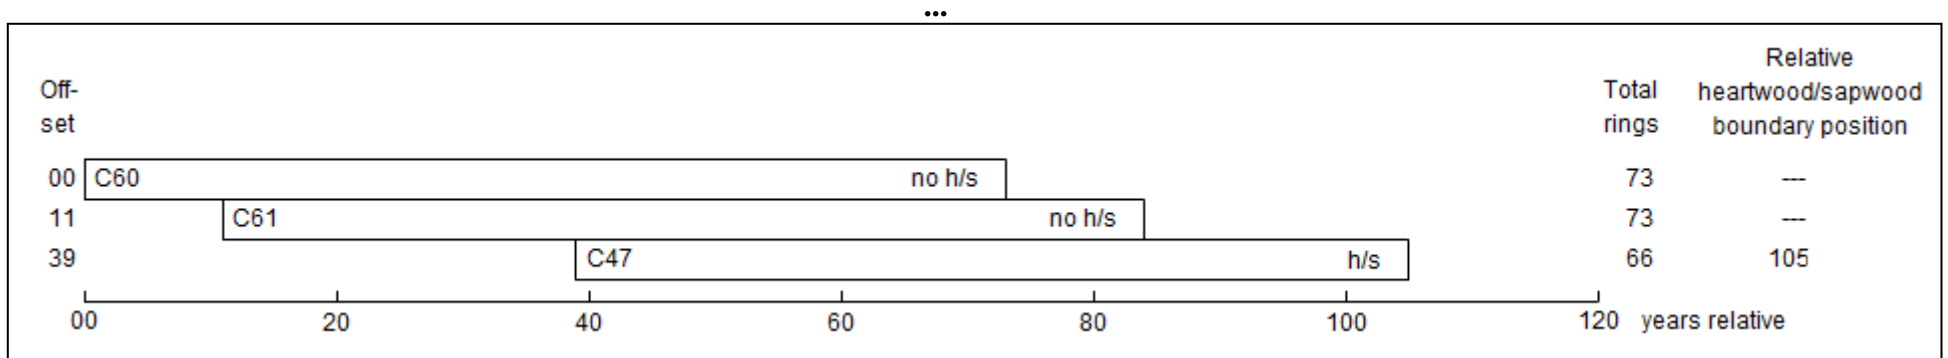 ...
Relative
Off- Total heartwood/sapwood
set rings boundary position
00 C60 no h/s 73 ---
11 C61 no h/s 73 ---
39 C47 h/s 66 105
00 20 40 60 80 100 120 years relative